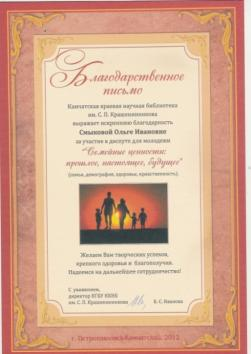 Благодарственное
письмо
Камчатская краевая научная библиотека
им. С. П. Крашенинникова
выражает искреннюю благодарность
Смыковой Ольге Ивановне
за участие в диспуте для молодежи
"Семейные ценности:
прошлое, настоящее, будущее"
(семья, демография, здоровье, нравственность).
Желаем Вам творческих успехов,
крепкого здоровья и благополучия.
Надеемся на дальнейшее сотрудничество!
С уважением,
директор КГБУ ККНБ
им. С. П. Крашенинникова В. С. Иванова
г. Петропавловск-Камчатский, 2012